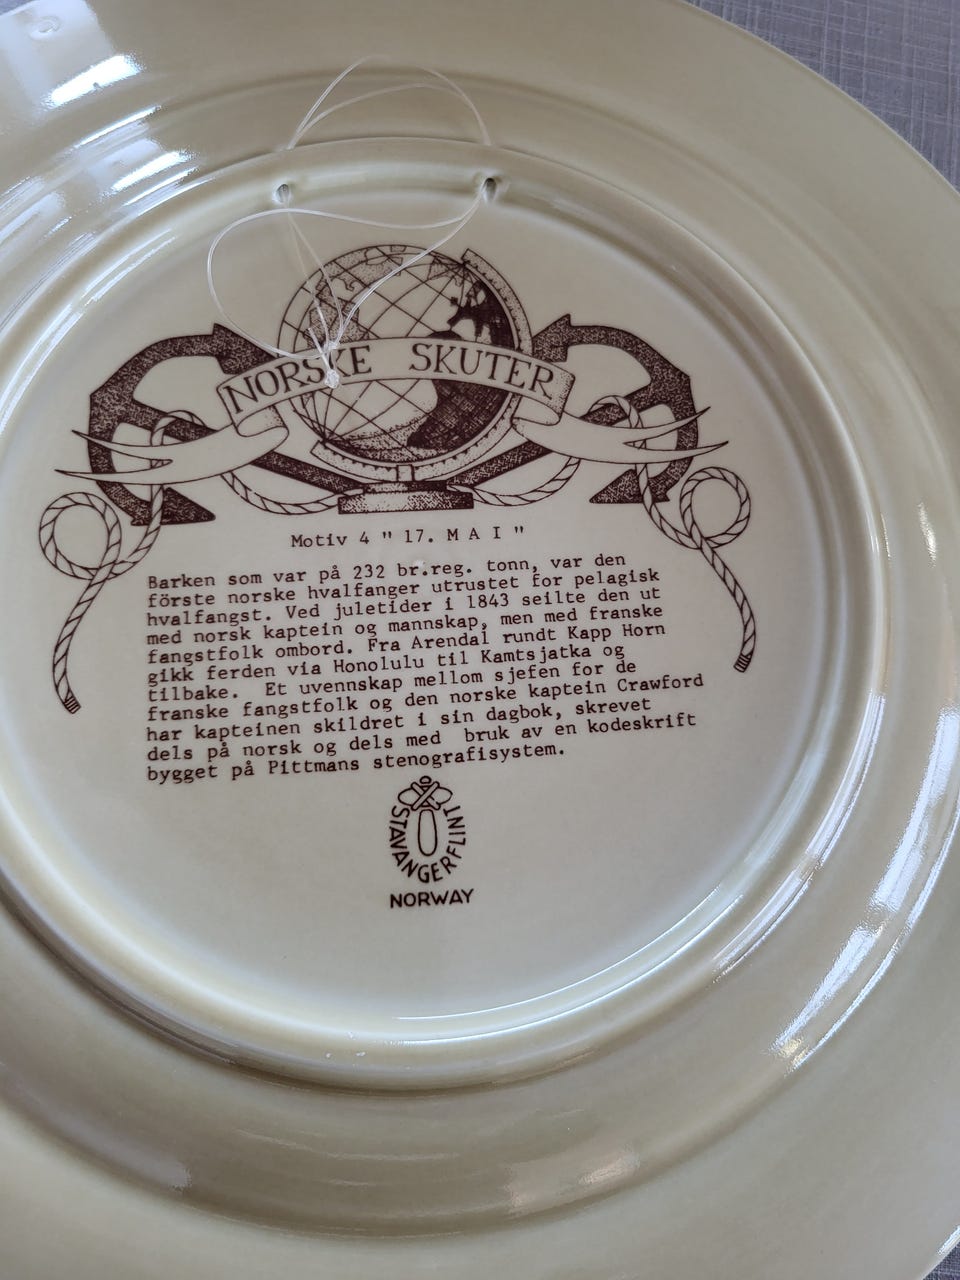 NORSKE SKUTER
Motiv 4 " 17. M A I "
Barken som var på 232 br.reg. tonn, var den
förste norske hvalfanger utrustet for pelagisk
hvalfangst. Ved juletider i 1843 seilte den ut
med norsk kaptein og mannskap, men med franske
fangstfolk ombord. Fra Arendal rundt Kapp Horn
gikk ferden via Honolulu til Kamtsjatka og
tilbake. Et uvennskap mellom sjefen for de
franske fangstfolk og den norske kaptein Crawford
har kapteinen skildret i sin dagbok, skrevet
dels på norsk og dels med bruk av en kodeskrift
bygget på Pittmans stenografisystem.
STAVANGERFLINT
NORWAY